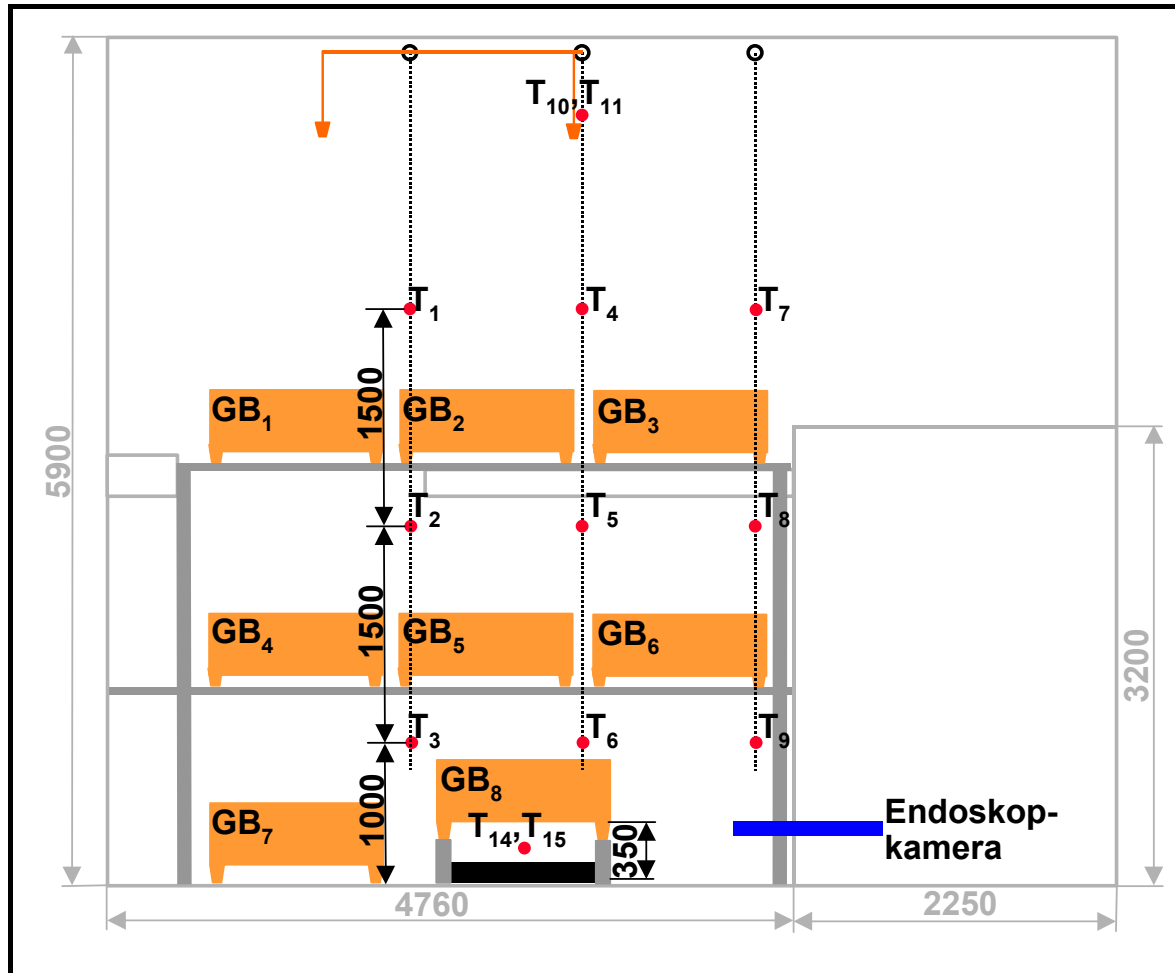 T10,T11
T1
T4
T7
1500
GB1
GB2
GB3
5900
T2
T5
T8
1500
GB4
GB5
GB6
3200
T3
T6
T9
1000
GB8
GB7
T14,T15
350
Endoskop-
kamera
4760
2250